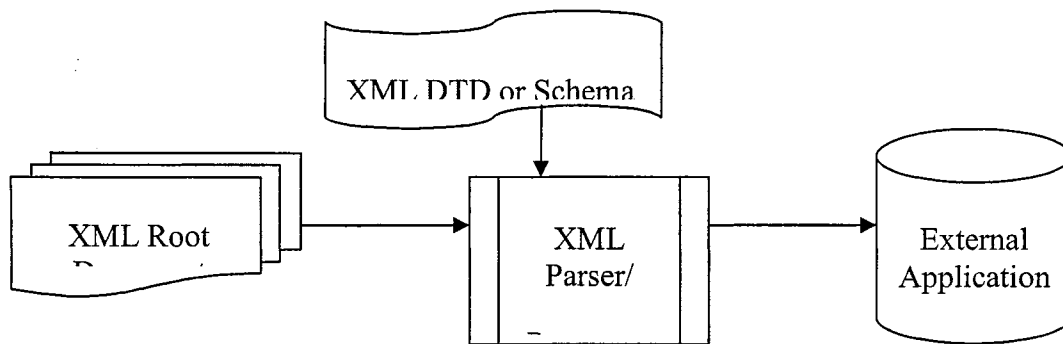 XML DTD or Schema
XML Root
XML
Parser/
External
Application